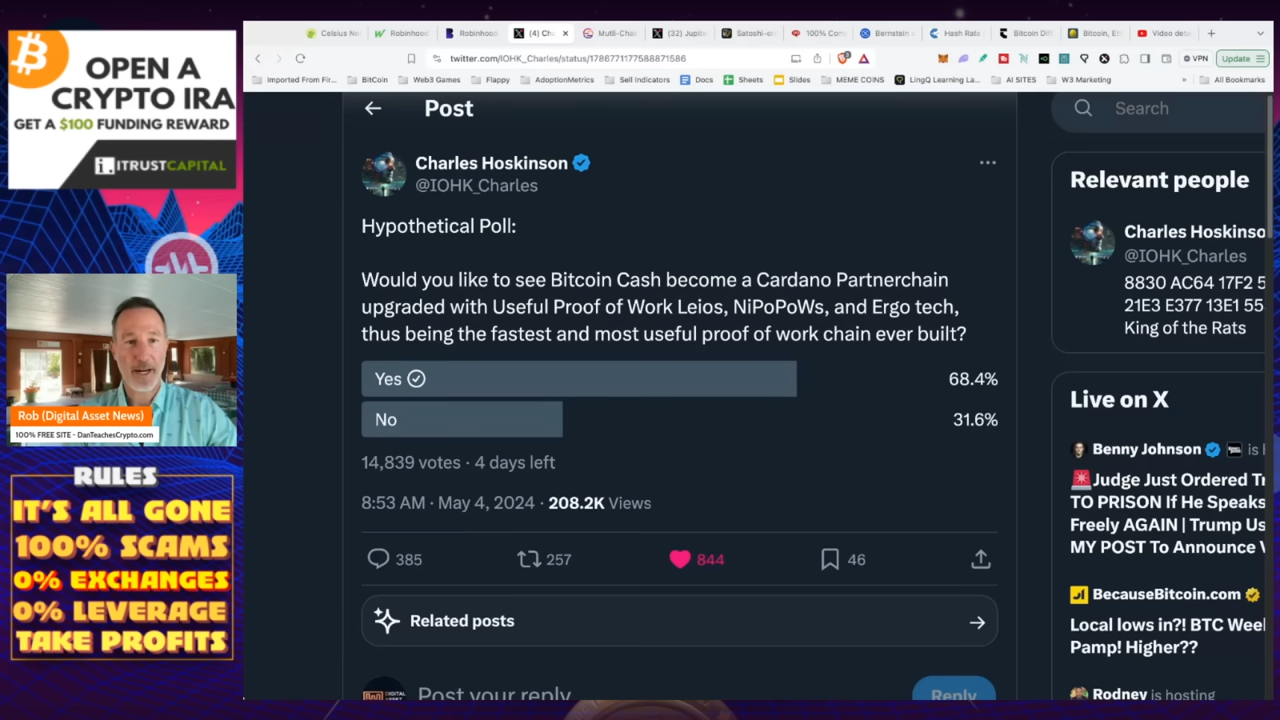 OPEN A
CRYPTO IRA
GET A $100 FUNDING REWARD
i. iTRUSTCAPITAL
Rob (Digital Asset News)
100% FREE SITE - DanTeachesCrypto.com
RULES
IT'S ALL GONE
100% SCAMS
0% EXCHANGES
0% LEVERAGE
TAKE PROFITS
Celsius Ne
Robinhood
Robinhood
(4) Ch
Mutli-Chair
(32) Jupite
Satoshi-e
100% Com
Bernstein a
Hash Rate
Bitcoin Diff
Bitcoin, Et
Video deta
twitter.com/IOHK_Charles/status/1786771177588871586
VPN
Update
Imported From Fir...
BitCoin
Web3 Games
Flappy
AdoptionMetrics
Sell Indicators
Docs
Sheets
Slides
MEME COINS
LingQ Learning La...
AI SITES
W3 Marketing
»
All Bookmarks
Post
Charles Hoskinson
@IOHK_Charles
Hypothetical Poll:
Would you like to see Bitcoin Cash become a Cardano Partnerchain
upgraded with Useful Proof of Work Leios, NiPoPoWs, and Ergo tech,
thus being the fastest and most useful proof of work chain ever built?
Yes 68.4%
No 31.6%
14,839 votes · 4 days left
8:53 AM · May 4, 2024 · 208.2K Views
385 257 844 46
Related posts
Post your reply
Reply
Search
Relevant people
Charles Hoskinso
@IOHK_Charles
8830 AC64 17F2 5
21E3 E377 13E1 55
King of the Rats
Live on X
Benny Johnson is
Judge Just Ordered Tr
TO PRISON If He Speaks
Freely AGAIN | Trump Us
MY POST To Announce V
BecauseBitcoin.com
Local lows in?! BTC Weel
Pamp! Higher??
Rodney is hosting